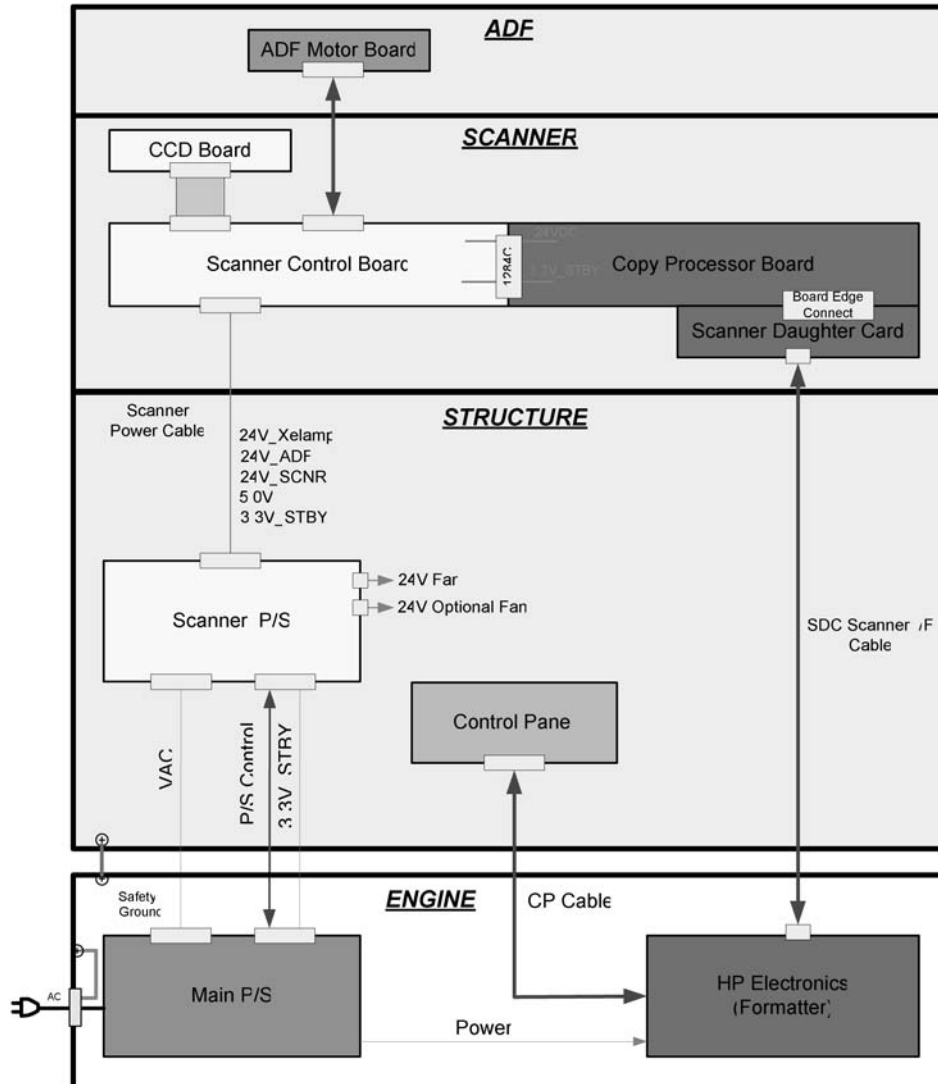 ADF
ADF Motor Board
SCANNER
CCD Board
24VDC
Scanner Control Board
1284C
3.3V_STBY
Copy Processor Board
Board Edge
Connect
Scanner Daughter Card
STRUCTURE
Scanner
Power Cable
24V_Xelamp
24V_ADF
24V_SCNR
5 0V
3 3V_STBY
24V Far
24V Optional Fan
Scanner P/S
SDC Scanner /F
Cable
Control Pane
VAC
P/S Control
3 3V_STBY
Safety
Ground
ENGINE
CP Cable
AC
Main P/S
HP Electronics
(Formatter)
Power